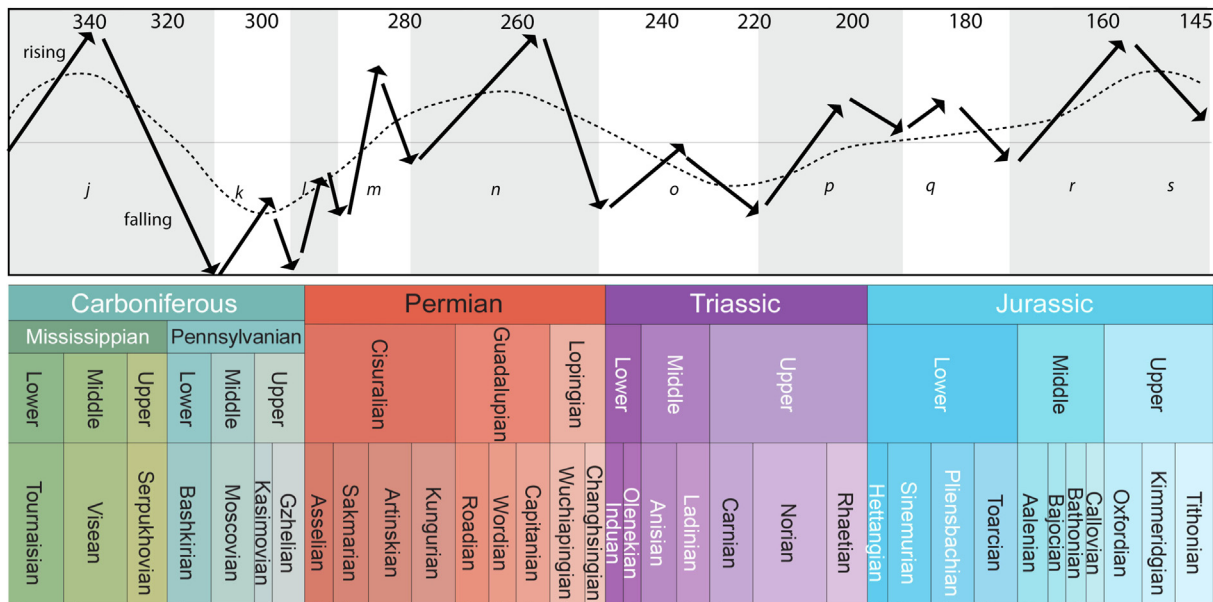 340 300 280 260 240 200 180 160 145
rising
j k l m n o p q r s
falling
Carboniferous Permian Triassic Jurassic
Mississippian Pennsylvanian
Lower Middle Upper Lower Middle Upper Cisuralian Guadalupian Lopingian Lower Middle Upper Lower Middle Upper
Tournaisian Visean Serpukhovian Bashkirian Moscovian Kasimovian Gzhelian Asselian Sakmarian Artinskian Kungurian Roadian Wordian Capitanian Wuchiapingian Changhsingian Induan Olenekian Anisian Ladinian Carnian Norian Rhaetian Hettangian Sinemurian Pliensbachian Toarcian Aalenian Bajocian Bathonian Callovian Oxfordian Kimmeridgian Tithonian